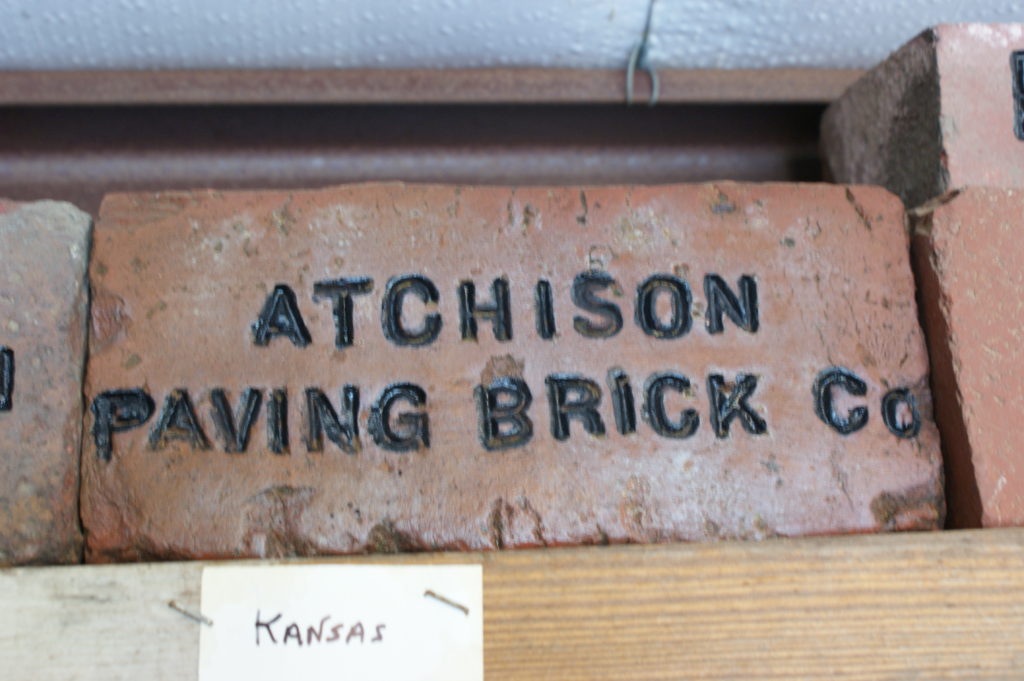 ATCHISON
PAVING BRICK Co
KANSAS